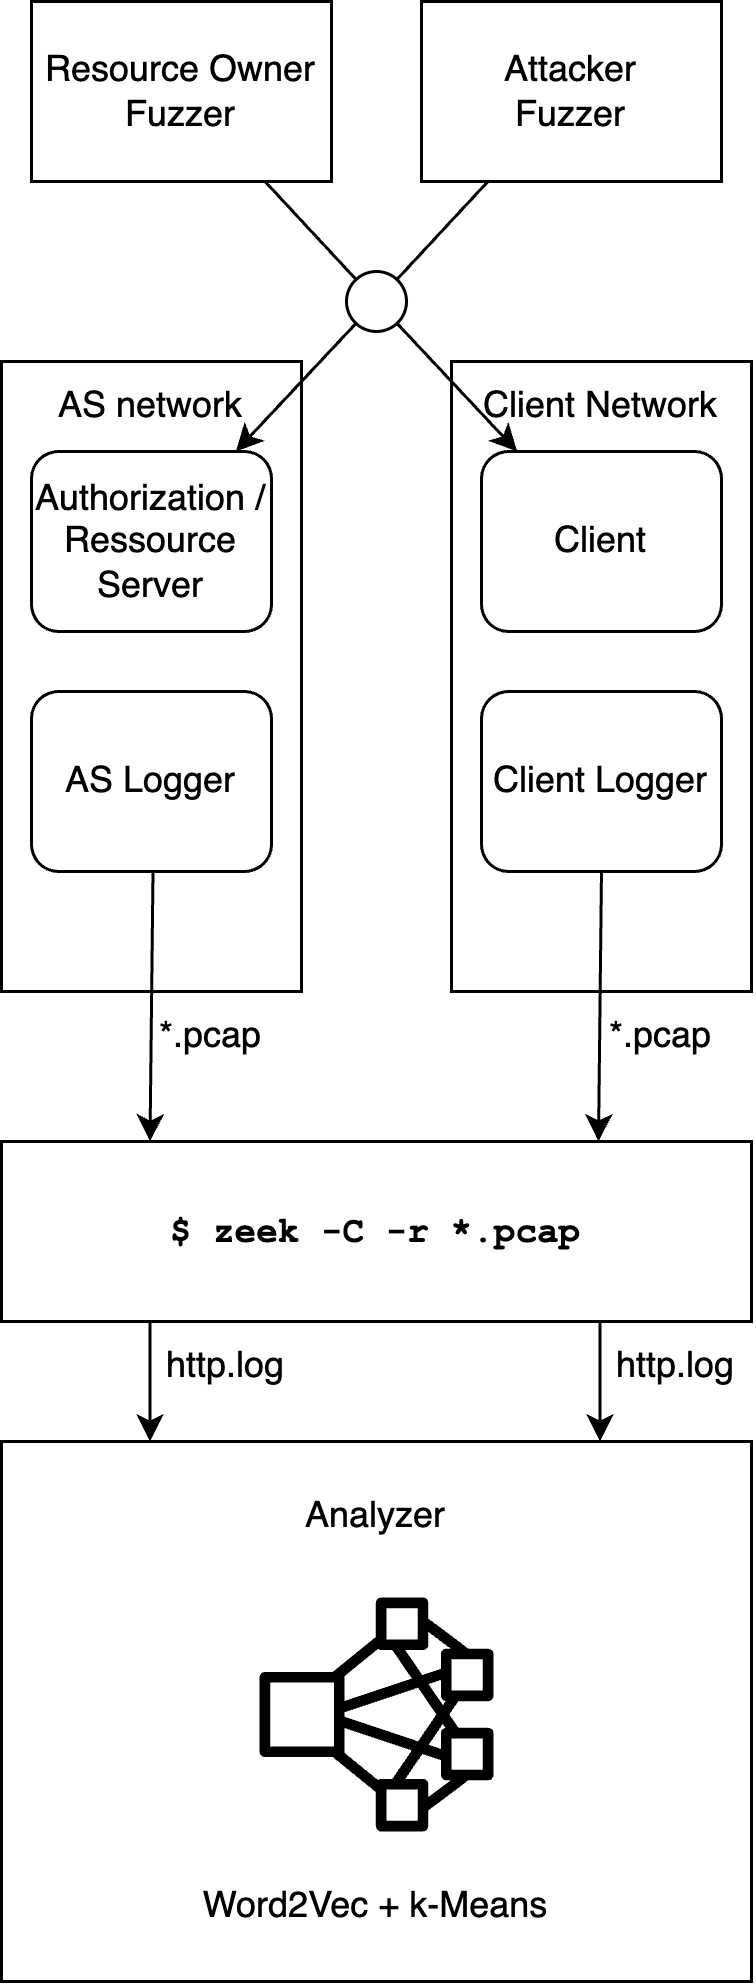 Resource Owner
Fuzzer
Attacker
Fuzzer
AS network
Client Network
Authorization /
Ressource
Server
Client
AS Logger
Client Logger
*.pcap
*.pcap
$ zeek -C -r *.pcap
http.log
http.log
Analyzer
Word2Vec + k-Means